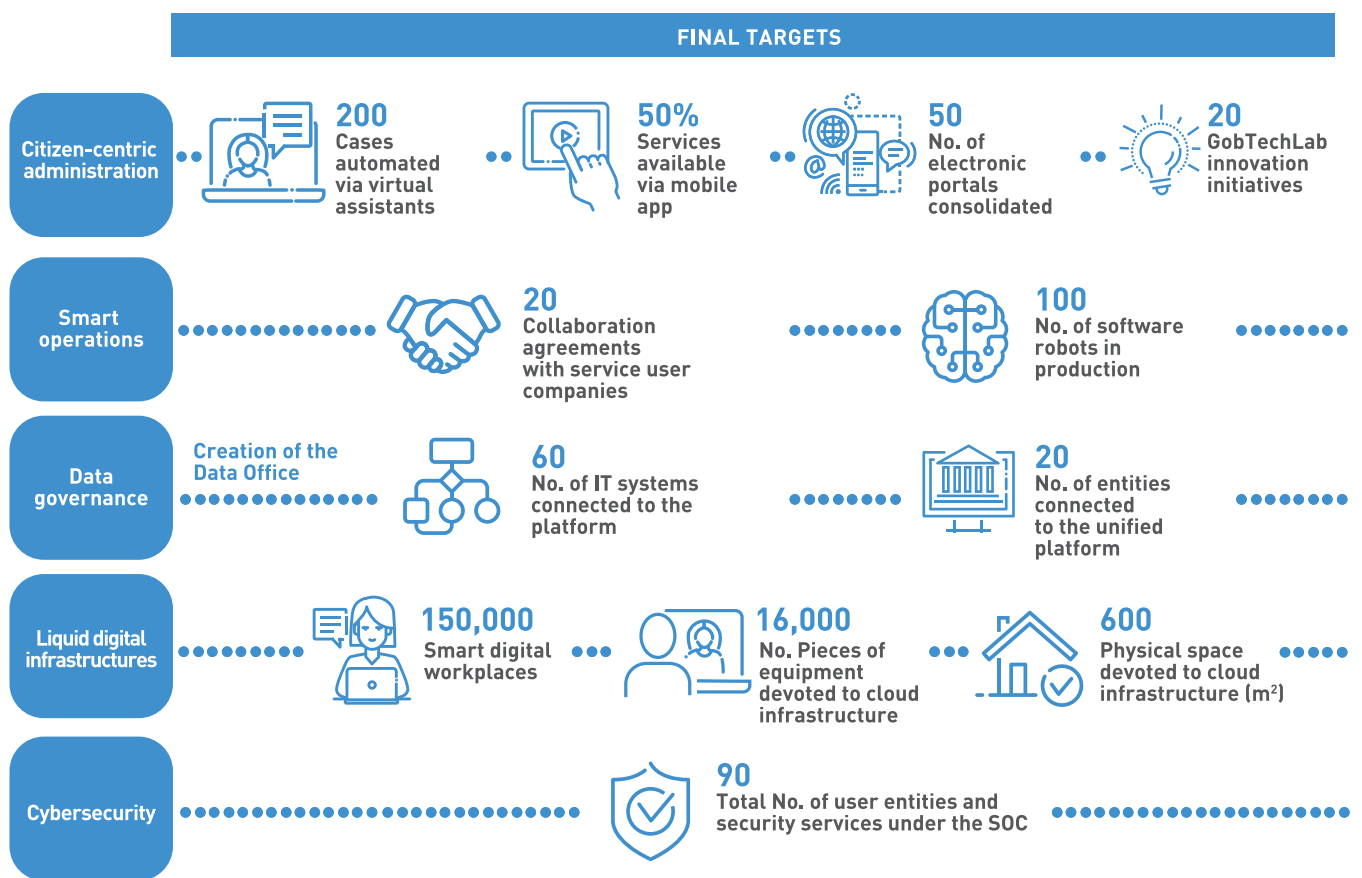 FINAL TARGETS
Citizen-centric
administration
200
Cases
automated
via virtual
assistants
50%
Services
available
via mobile
app
@
50
No. of
electronic
portals
consolidated
20
GobTechLab
innovation
initiatives
Smart
operations
20
Collaboration
agreements
with service user
companies
100
No. of software
robots in
production
Data
governance
Creation of the
Data Office
60
No. of IT systems
connected to the
platform
20
No. of entities
connected
to the unified
platform
Liquid digital
infrastructures
150,000
Smart digital
workplaces
16,000
No. Pieces of
equipment
devoted to cloud
infrastructure
600
Physical space
devoted to cloud
infrastructure (m²)
Cybersecurity
90
Total No. of user entities and
security services under the SOC